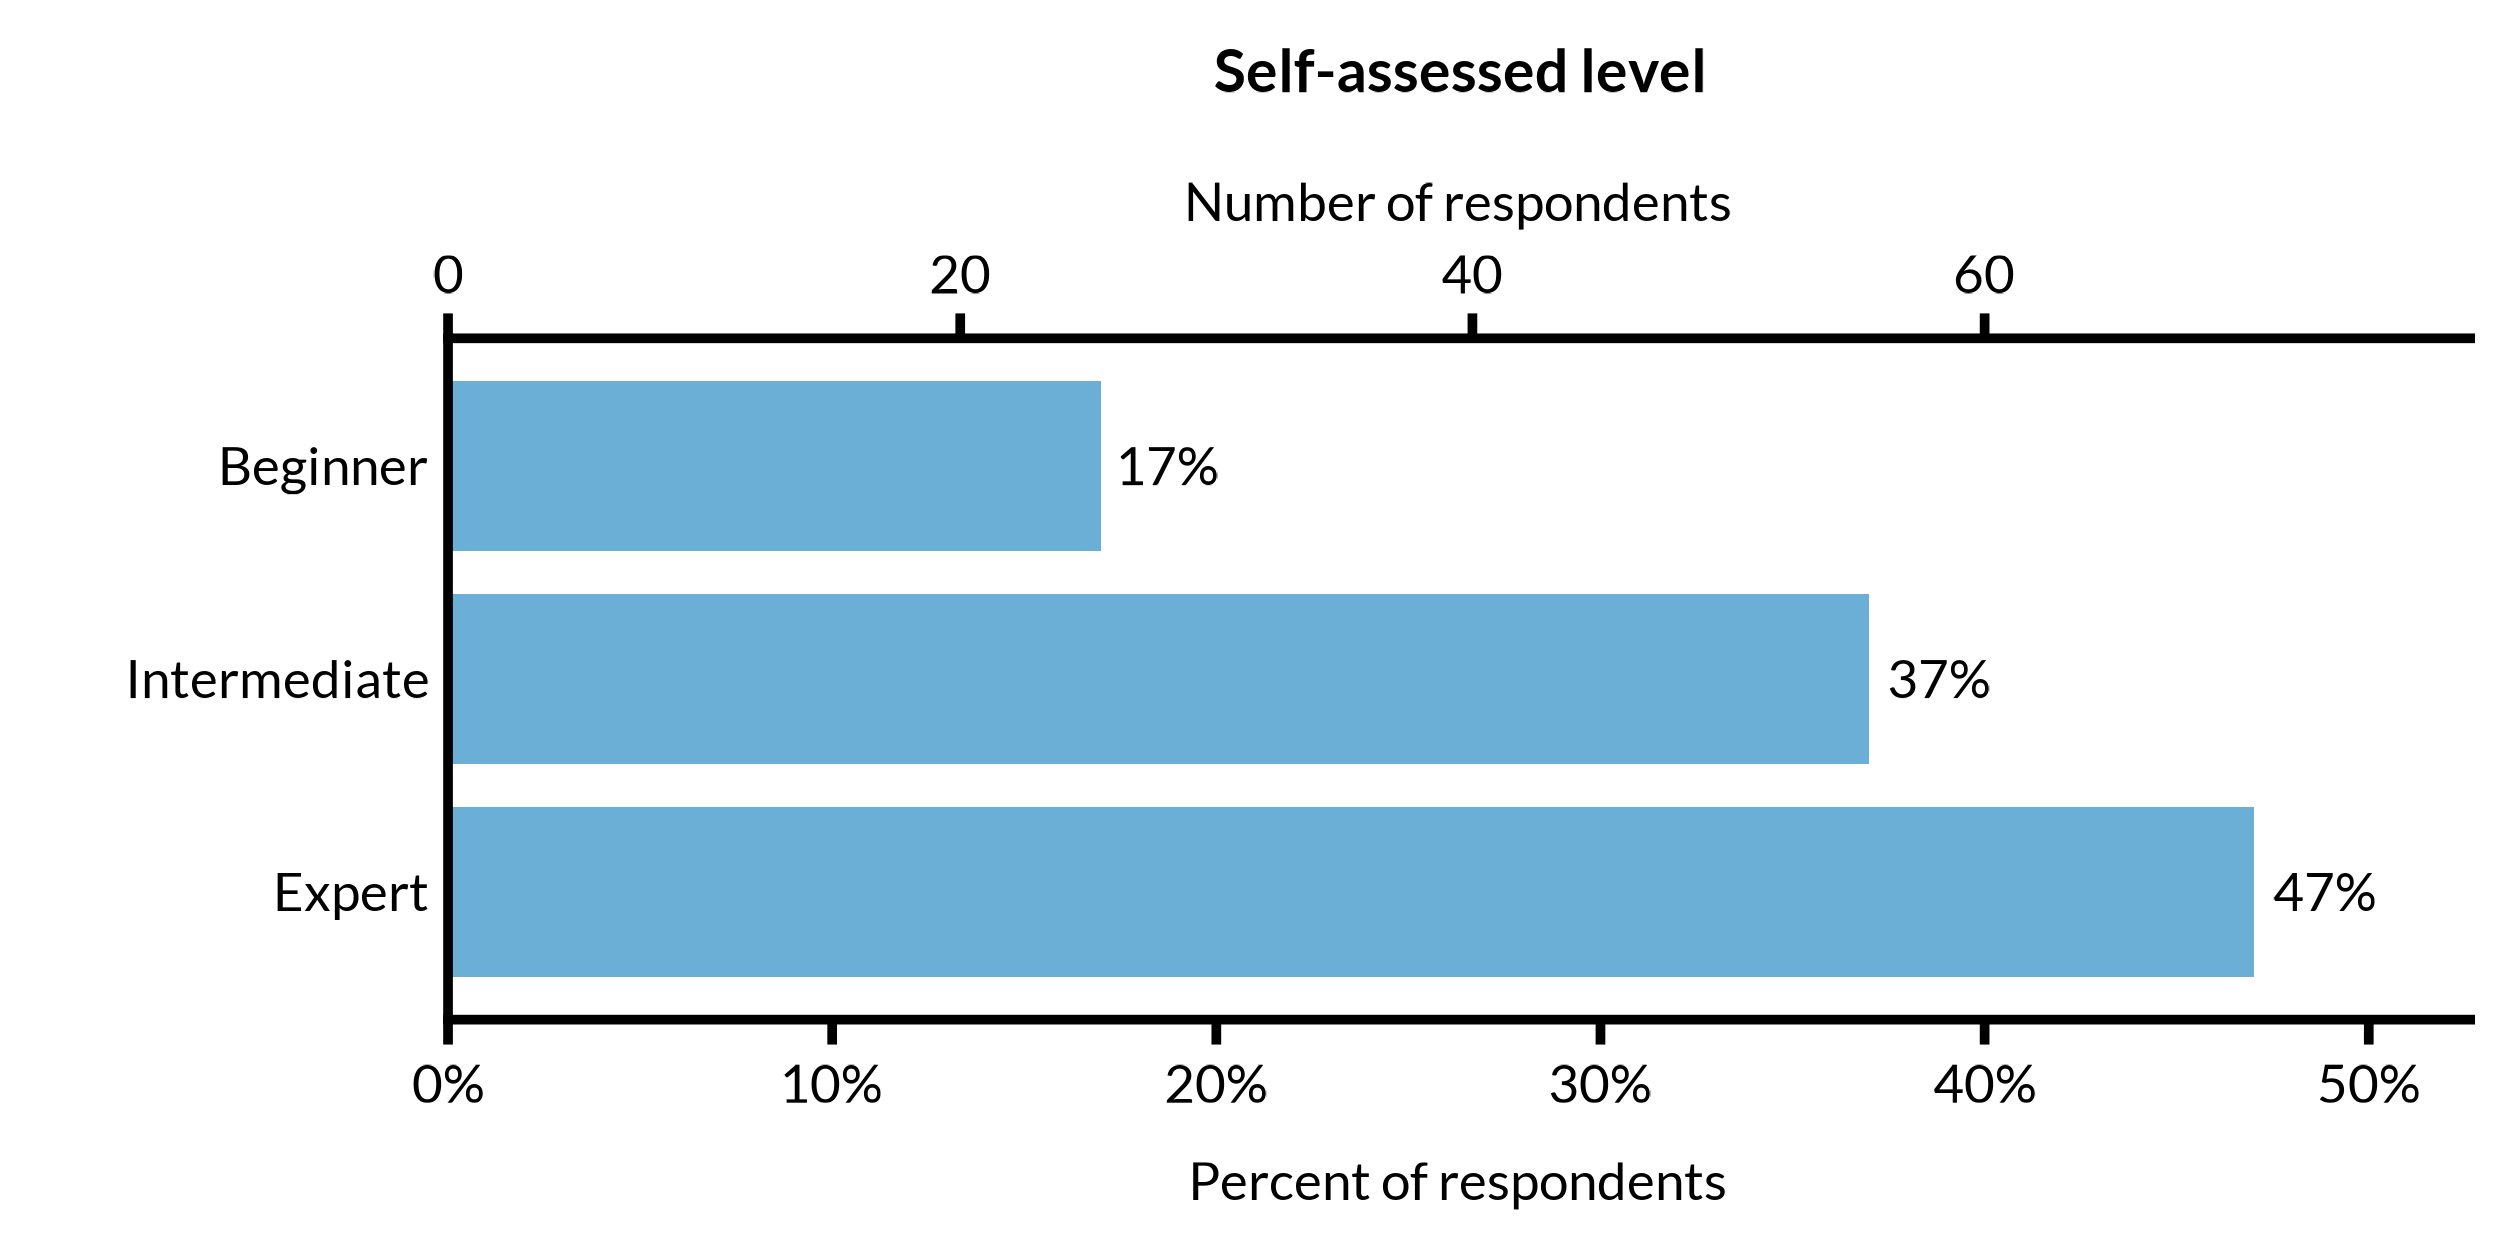 Self-assessed level
Number of respondents
0 20 40 60
Beginner 17%
Intermediate 37%
Expert 47%
0% 10% 20% 30% 40% 50%
Percent of respondents